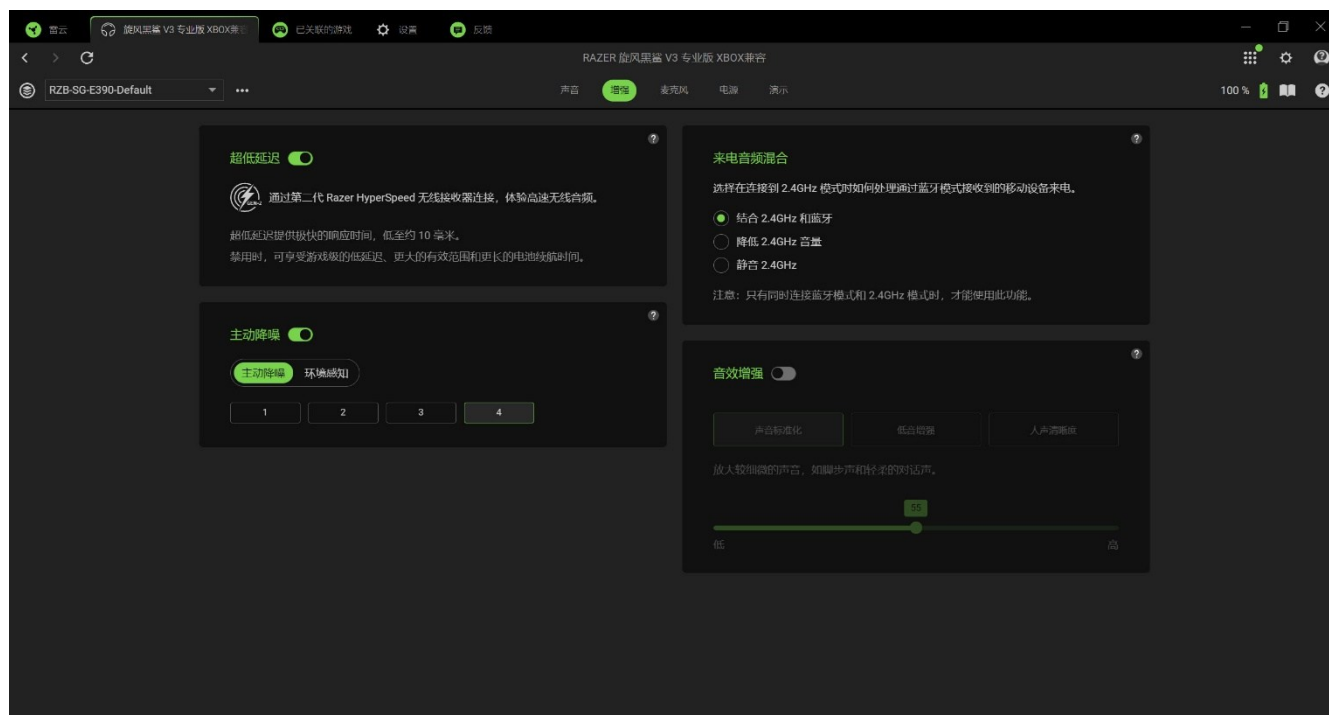 雷云
旋风黑鲨 V3 专业版 XBOX兼容
已关联的游戏
设置
反馈
RAZER 旋风黑鲨 V3 专业版 XBOX兼容
RZB-SG-E390-Default
声音
增强
麦克风
电源
演示
100 %
超低延迟
通过第二代 Razer HyperSpeed 无线接收器连接，体验高速无线音频。
超低延迟提供极快的响应时间，低至约 10 毫米。
禁用时，可享受游戏级的低延迟、更大的有效范围和更长的电池续航时间。
主动降噪
主动降噪 环境感知
1 2 3 4
来电音频混合
选择在连接到 2.4GHz 模式时如何处理通过蓝牙模式接收到的移动设备来电。
结合 2.4GHz 和蓝牙
降低 2.4GHz 音量
静音 2.4GHz
注意：只有同时连接蓝牙模式和 2.4GHz 模式时，才能使用此功能。
音效增强
声音标准化 低音增强 人声清晰度
放大较细微的声音，如脚步声和轻柔的对话声。
55
低 高